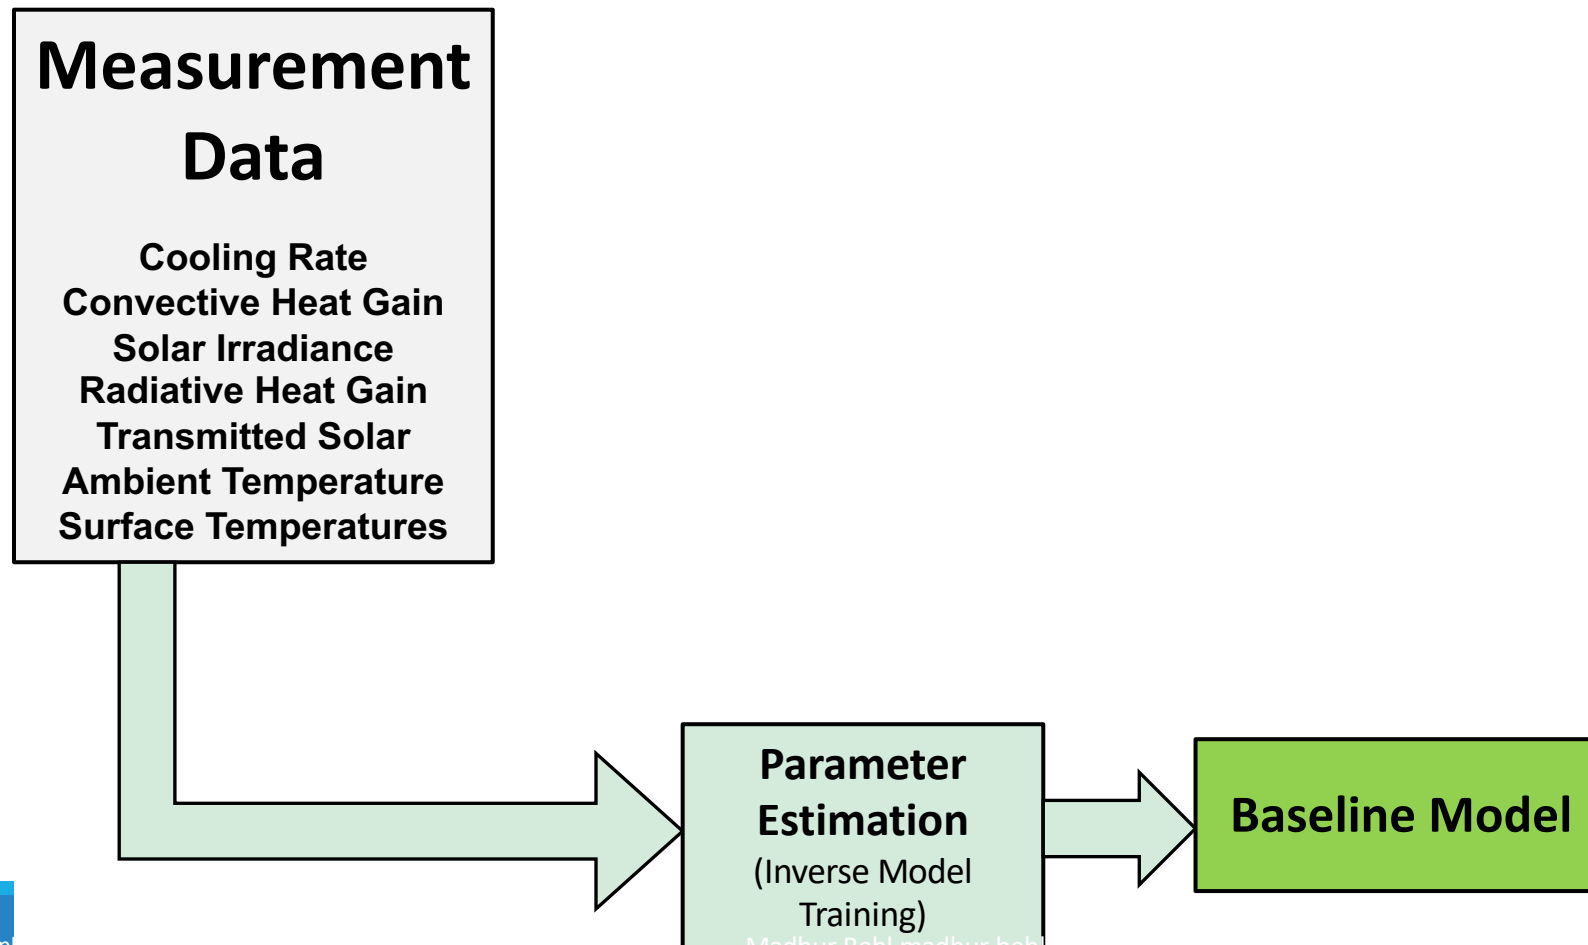 Measurement
Data
Cooling Rate
Convective Heat Gain
Solar Irradiance
Radiative Heat Gain
Transmitted Solar
Ambient Temperature
Surface Temperatures
Parameter
Estimation
(Inverse Model
Training)
Baseline Model